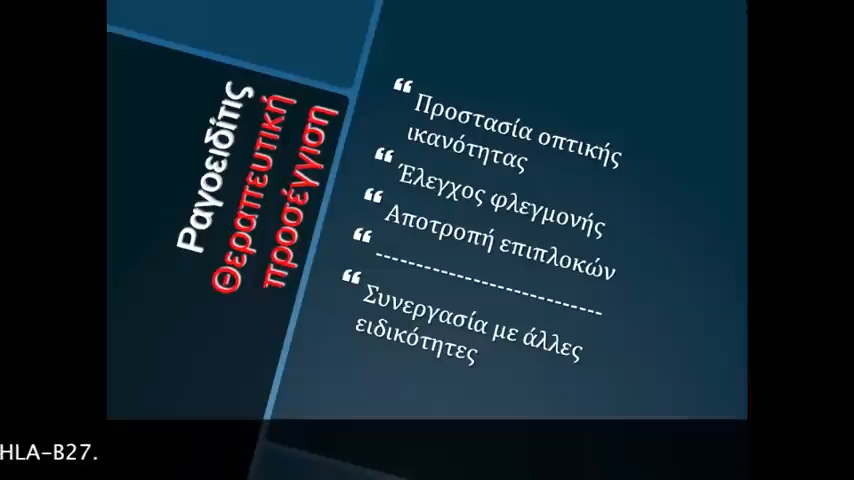 Ραγοειδίτις
Θεραπευτική
προσέγγιση
Προστασία οπτικής
ικανότητας
Έλεγχος φλεγμονής
Αποτροπή επιπλοκών
---------------------------
Συνεργασία με άλλες
ειδικότητες
HLA-B27.